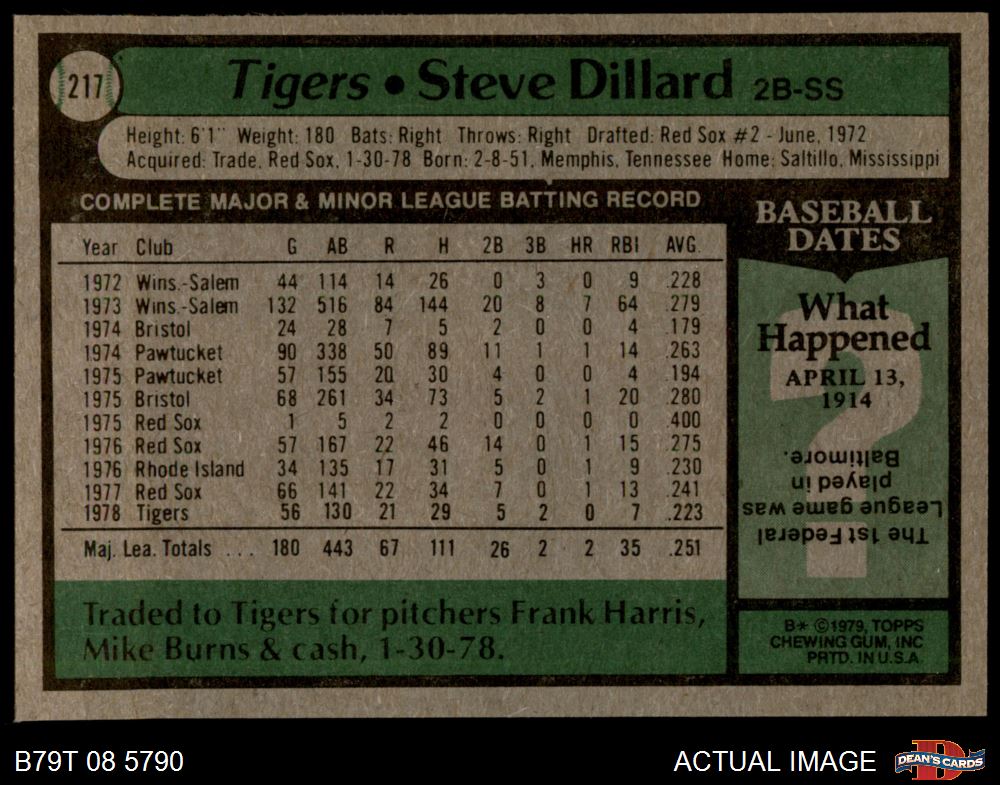 217
Tigers • Steve Dillard 2B-SS
Height: 6'1" Weight: 180 Bats: Right Throws: Right Drafted: Red Sox #2 - June, 1972
Acquired: Trade, Red Sox, 1-30-78 Born: 2-8-51, Memphis, Tennessee Home: Saltillo, Mississippi
COMPLETE MAJOR & MINOR LEAGUE BATTING RECORD
Year Club G AB R H 2B 3B HR RBI AVG.
1972 Wins.-Salem 44 114 14 26 0 3 0 9 .228
1973 Wins.-Salem 132 516 84 144 20 8 7 64 .279
1974 Bristol 24 28 7 5 2 0 0 4 .179
1974 Pawtucket 90 338 50 89 11 1 1 14 .263
1975 Pawtucket 57 155 20 30 4 0 0 4 .194
1975 Bristol 68 261 34 73 5 2 1 20 .280
1975 Red Sox 1 5 2 2 0 0 0 0 .400
1976 Red Sox 57 167 22 46 14 0 1 15 .275
1976 Rhode Island 34 135 17 31 5 0 1 9 .230
1977 Red Sox 66 141 22 34 7 0 1 13 .241
1978 Tigers 56 130 21 29 5 2 0 7 .223
Maj. Lea. Totals . . . 180 443 67 111 26 2 2 35 .251
Traded to Tigers for pitchers Frank Harris,
Mike Burns & cash, 1-30-78.
BASEBALL
DATES
What
Happened
APRIL 13,
1914
The 1st Federal
League game was
played in
Baltimore.
B* ©1979, TOPPS
CHEWING GUM, INC
PRTD. IN U.S.A.
B79T 08 5790
ACTUAL IMAGE
DEAN'S CARDS